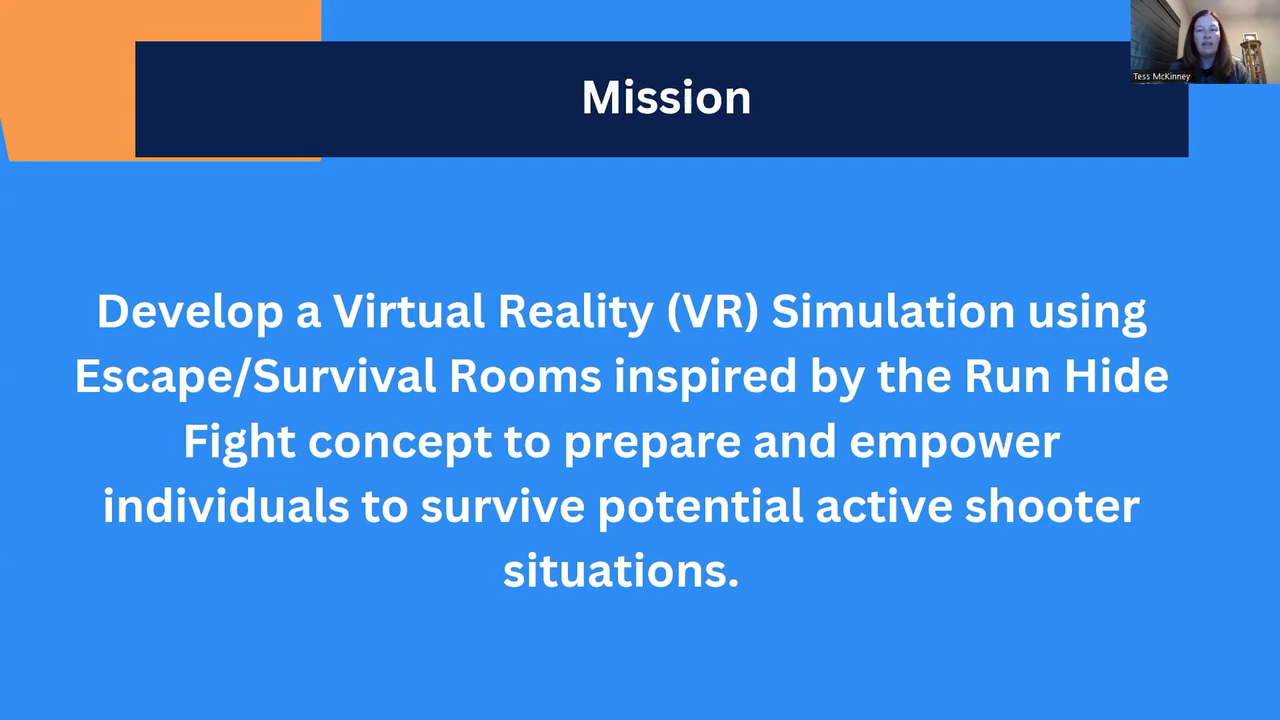 Mission
Tess McKinney
Develop a Virtual Reality (VR) Simulation using
Escape/Survival Rooms inspired by the Run Hide
Fight concept to prepare and empower
individuals to survive potential active shooter
situations.